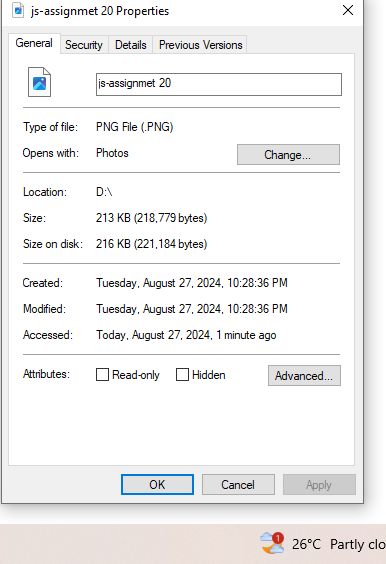 js-assignmet 20 Properties
General Security Details Previous Versions
js-assignmet 20
Type of file: PNG File (.PNG)
Opens with: Photos Change...
Location: D:\
Size: 213 KB (218,779 bytes)
Size on disk: 216 KB (221,184 bytes)
Created: Tuesday, August 27, 2024, 10:28:36 PM
Modified: Tuesday, August 27, 2024, 10:28:36 PM
Accessed: Today, August 27, 2024, 1 minute ago
Attributes: Read-only Hidden Advanced...
OK Cancel Apply
1
26°C Partly clo